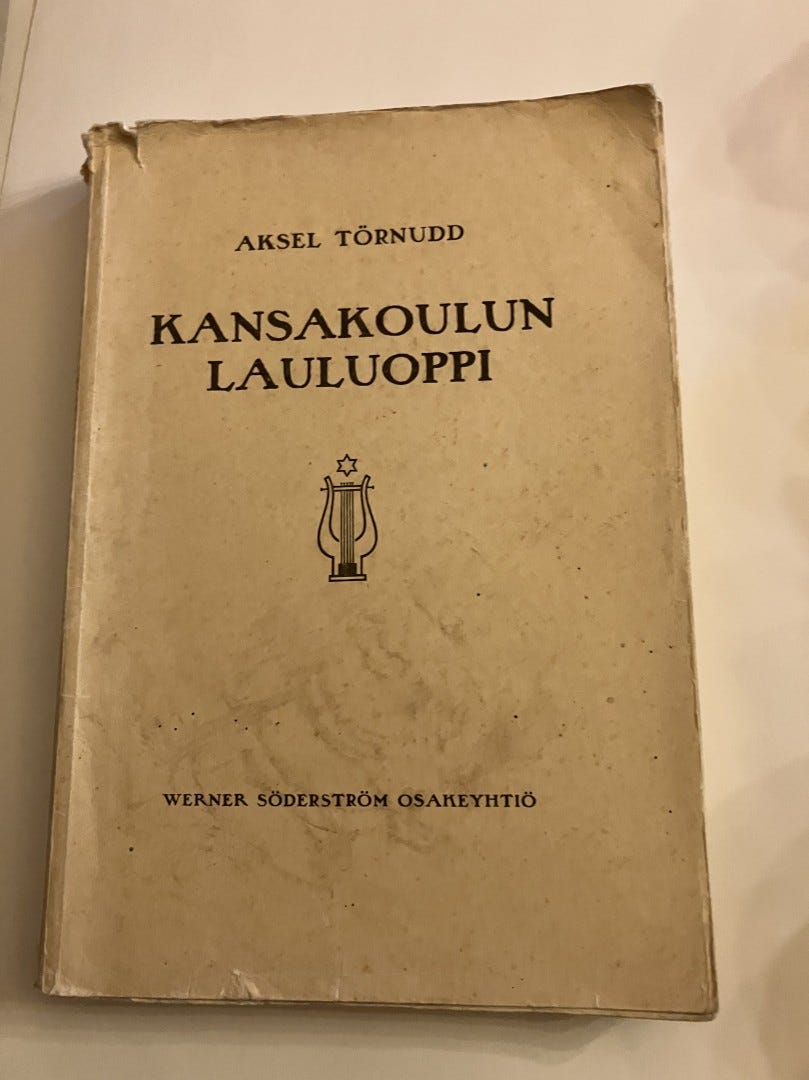 AKSEL TÖRNUDD
KANSAKOULUN
LAULUOPPI
WERNER SÖDERSTRÖM OSAKEYHTIÖ